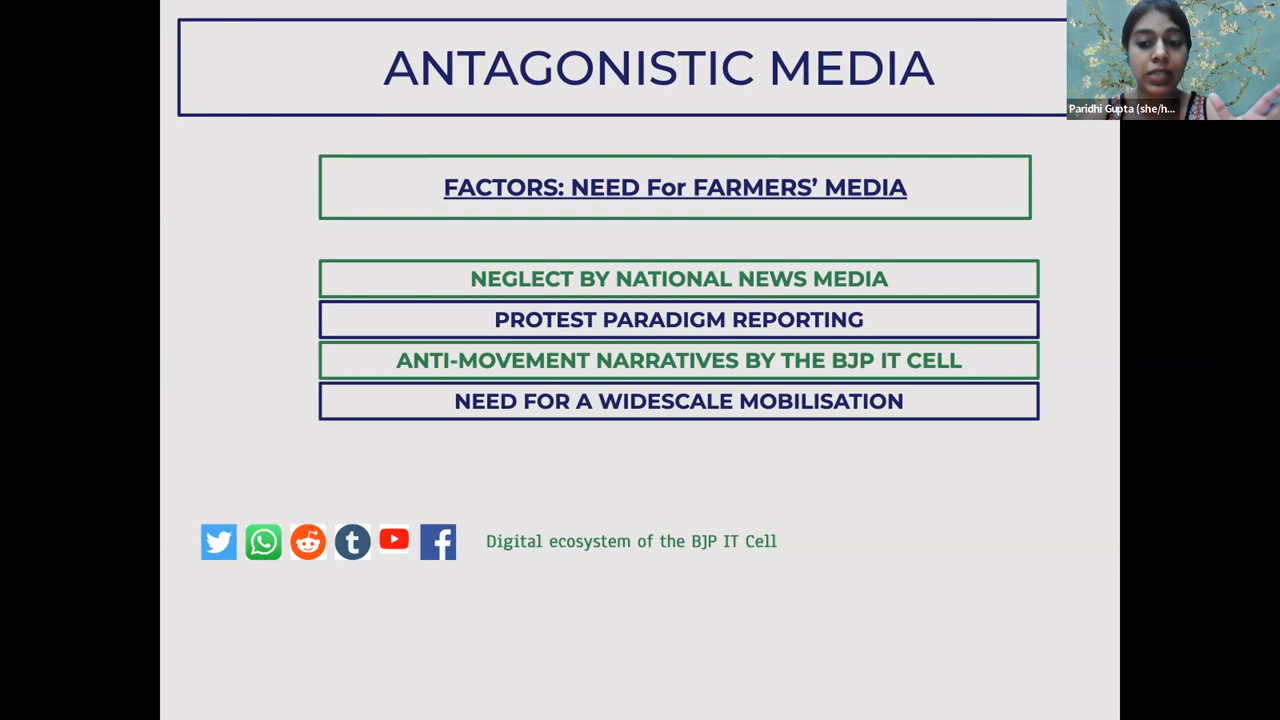 ANTAGONISTIC MEDIA
Paridhi Gupta (she/h...
FACTORS: NEED For FARMERS’ MEDIA
NEGLECT BY NATIONAL NEWS MEDIA
PROTEST PARADIGM REPORTING
ANTI-MOVEMENT NARRATIVES BY THE BJP IT CELL
NEED FOR A WIDESCALE MOBILISATION
Digital ecosystem of the BJP IT Cell